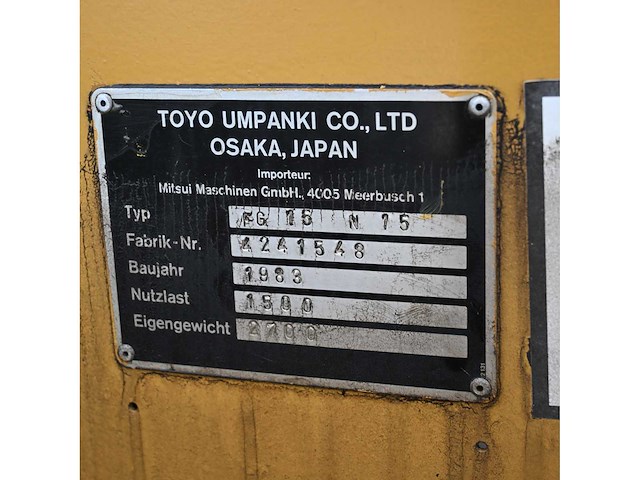 TOYO UMPANKI CO., LTD
OSAKA, JAPAN
Importeur:
Mitsui Maschinen GmbH., 4005 Meerbusch 1
Typ FG 15 N 15
Fabrik-Nr. 4241548
Baujahr 1983
Nutzlast 1500
Eigengewicht 2700